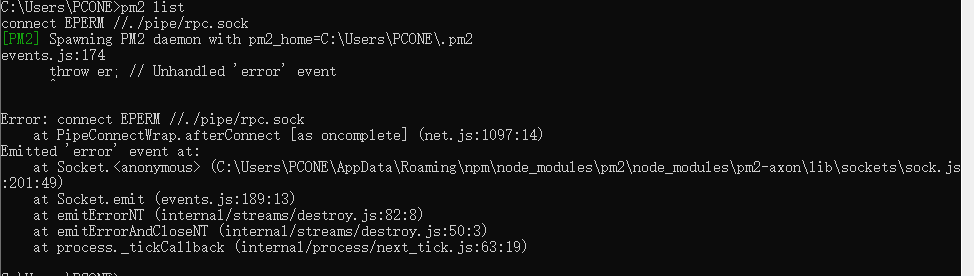 C:\Users\PCONE>pm2 list
connect EPERM //./pipe/rpc.sock
[PM2] Spawning PM2 daemon with pm2_home=C:\Users\PCONE\.pm2
events.js:174
      throw er; // Unhandled 'error' event
      ^

Error: connect EPERM //./pipe/rpc.sock
    at PipeConnectWrap.afterConnect [as oncomplete] (net.js:1097:14)
Emitted 'error' event at:
    at Socket.<anonymous> (C:\Users\PCONE\AppData\Roaming\npm\node_modules\pm2\node_modules\pm2-axon\lib\sockets\sock.js
:201:49)
    at Socket.emit (events.js:189:13)
    at emitErrorNT (internal/streams/destroy.js:82:8)
    at emitErrorAndCloseNT (internal/streams/destroy.js:50:3)
    at process._tickCallback (internal/process/next_tick.js:63:19)